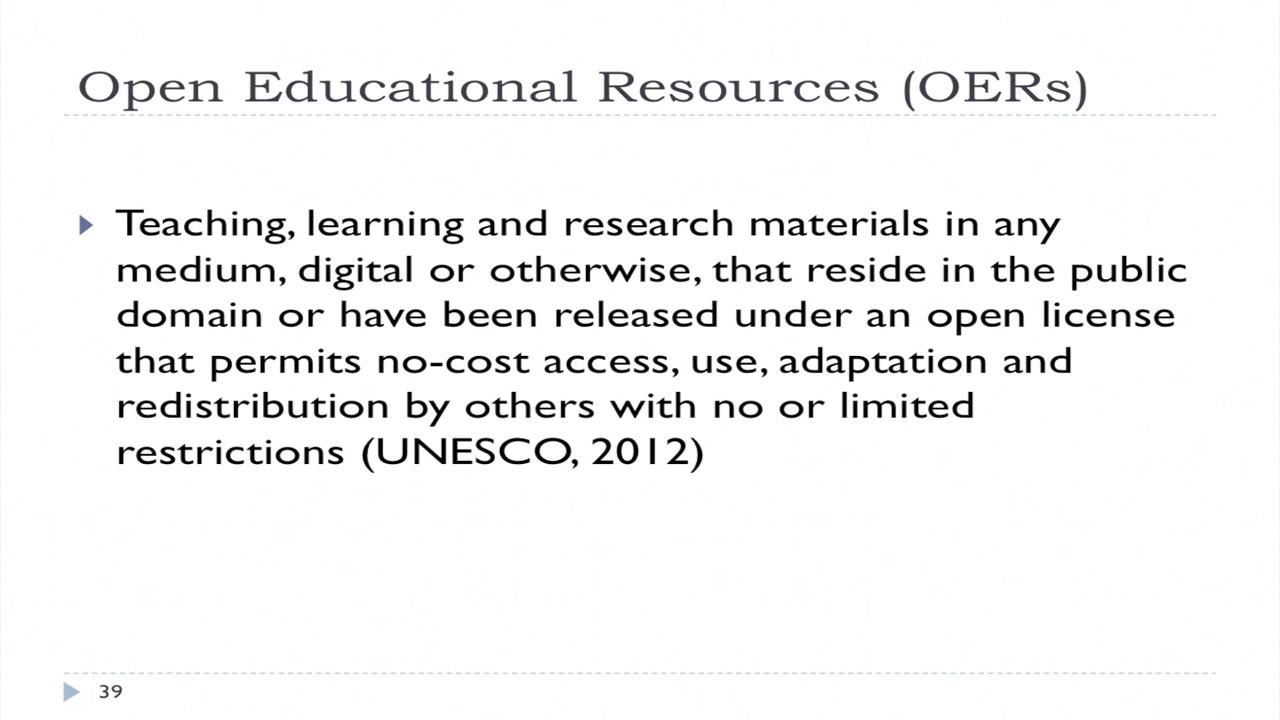 Open Educational Resources (OERs)
Teaching, learning and research materials in any
medium, digital or otherwise, that reside in the public
domain or have been released under an open license
that permits no-cost access, use, adaptation and
redistribution by others with no or limited
restrictions (UNESCO, 2012)
39